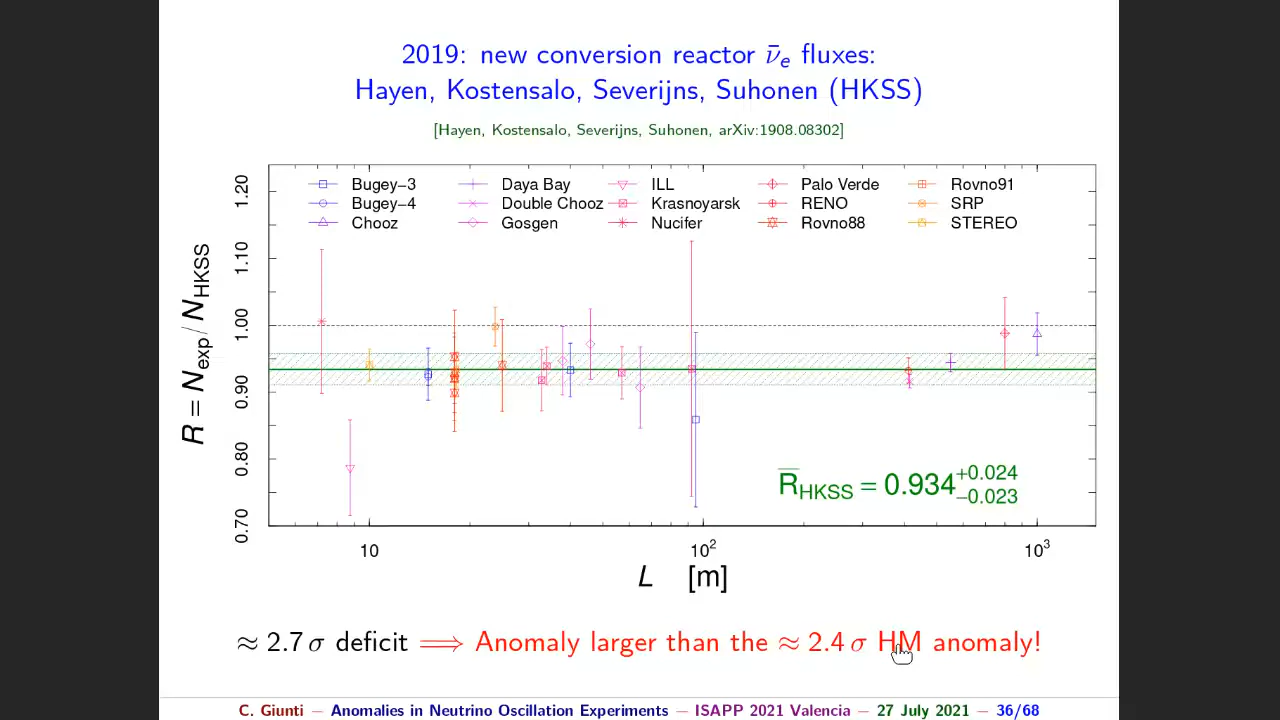 2019: new conversion reactor ν̄ₑ fluxes:
Hayen, Kostensalo, Severijns, Suhonen (HKSS)
[Hayen, Kostensalo, Severijns, Suhonen, arXiv:1908.08302]
Bugey−3 Daya Bay ILL Palo Verde Rovno91
Bugey−4 Double Chooz Krasnoyarsk RENO SRP
Chooz Gosgen Nucifer Rovno88 STEREO
R = N_exp / N_HKSS
1.20
1.10
1.00
0.90
0.80
0.70
R̅_HKSS = 0.934 +0.024 −0.023
10 10² 10³
L [m]
≈ 2.7 σ deficit ⟹ Anomaly larger than the ≈ 2.4 σ HM anomaly!
C. Giunti − Anomalies in Neutrino Oscillation Experiments − ISAPP 2021 Valencia − 27 July 2021 − 36/68